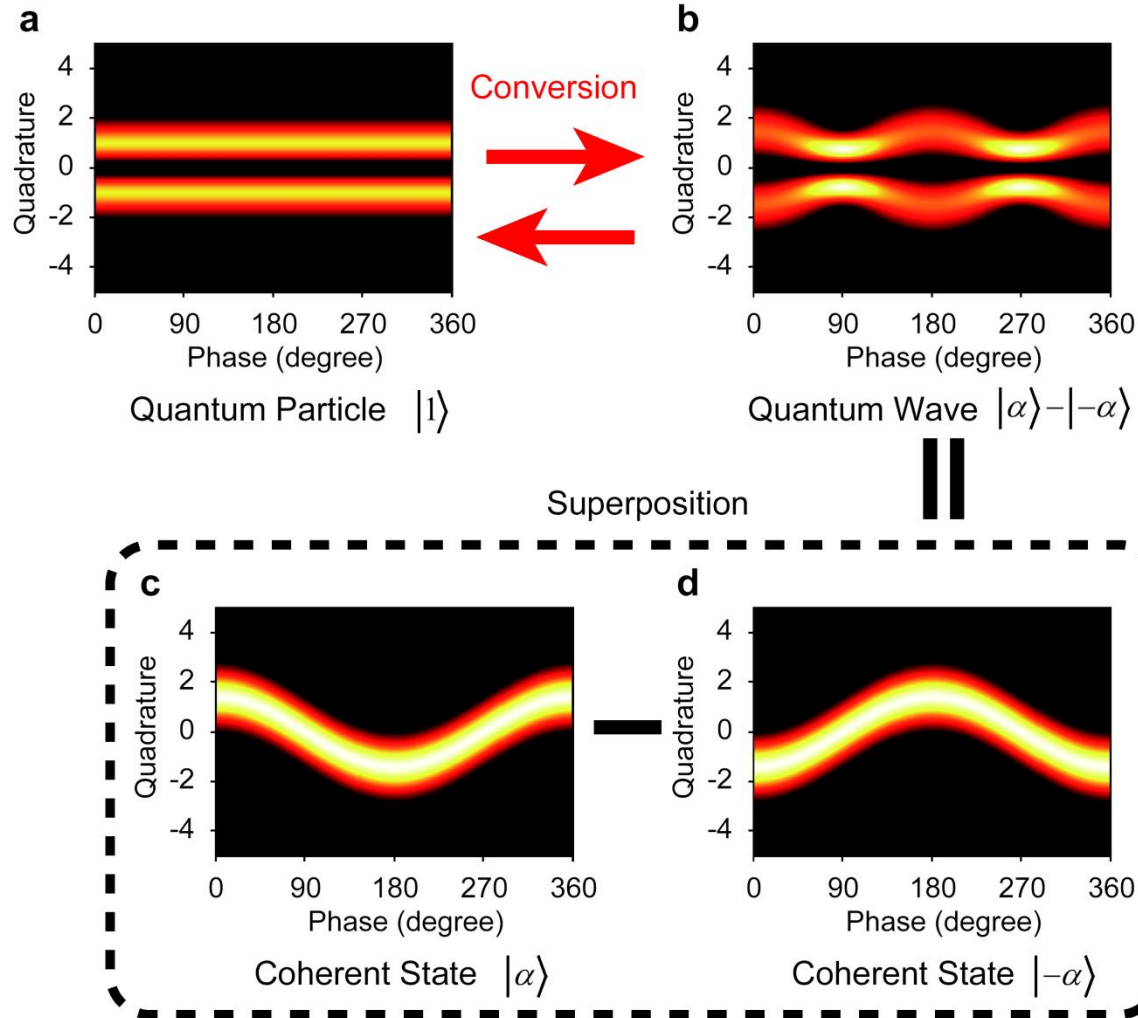 a
4
2
0
-2
-4
Quadrature
0 90 180 270 360
Phase (degree)
Quantum Particle |1⟩
Conversion
b
4
2
0
-2
-4
Quadrature
0 90 180 270 360
Phase (degree)
Quantum Wave |α⟩−|−α⟩
Superposition
c
4
2
0
-2
-4
Quadrature
0 90 180 270 360
Phase (degree)
Coherent State |α⟩
d
4
2
0
-2
-4
Quadrature
0 90 180 270 360
Phase (degree)
Coherent State |−α⟩